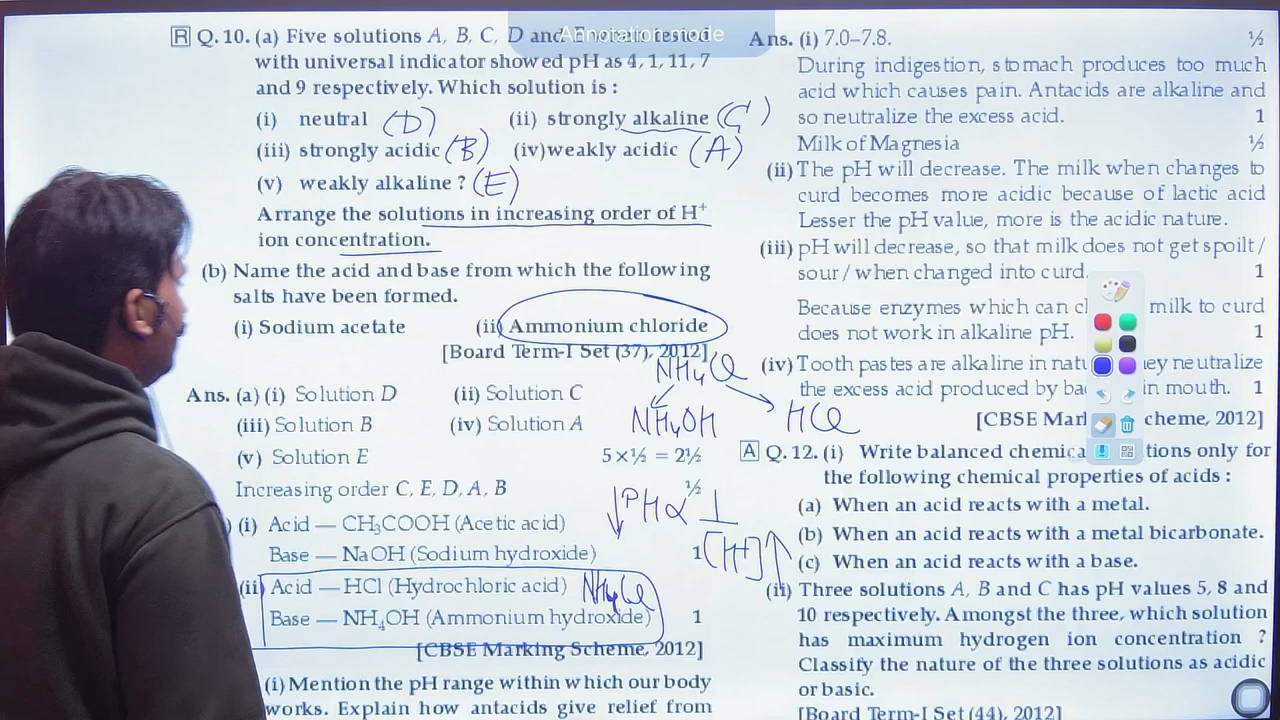 R Q. 10. (a) Five solutions A, B, C, D and E when tested
with universal indicator showed pH as 4, 1, 11, 7
and 9 respectively. Which solution is :
(i) neutral (D) (ii) strongly alkaline (C)
(iii) strongly acidic (B) (iv) weakly acidic (A)
(v) weakly alkaline ? (E)
Arrange the solutions in increasing order of H⁺
ion concentration.
(b) Name the acid and base from which the following
salts have been formed.
(i) Sodium acetate (ii) Ammonium chloride
[Board Term-I Set (37), 2012]
NH₄Cl
NH₄OH HCl
Ans. (a) (i) Solution D (ii) Solution C
(iii) Solution B (iv) Solution A
(v) Solution E 5×½ = 2½
Increasing order C, E, D, A, B ½
PH ∝ 1
[H+]
) (i) Acid — CH₃COOH (Acetic acid)
Base — NaOH (Sodium hydroxide) 1
(ii) Acid — HCl (Hydrochloric acid) NH₄Cl
Base — NH₄OH (Ammonium hydroxide) 1
[CBSE Marking Scheme, 2012]
(i) Mention the pH range within which our body
works. Explain how antacids give relief from
Annotation mode
Ans. (i) 7.0–7.8. ½
During indigestion, stomach produces too much
acid which causes pain. Antacids are alkaline and
so neutralize the excess acid. 1
Milk of Magnesia ½
(ii) The pH will decrease. The milk when changes to
curd becomes more acidic because of lactic acid
Lesser the pH value, more is the acidic nature.
(iii) pH will decrease, so that milk does not get spoilt /
sour / when changed into curd. 1
Because enzymes which can cl milk to curd
does not work in alkaline pH. 1
(iv) Tooth pastes are alkaline in natu ey neutralize
the excess acid produced by ba in mouth. 1
[CBSE Mark cheme, 2012]
A Q. 12. (i) Write balanced chemica tions only for
the following chemical properties of acids :
(a) When an acid reacts with a metal.
(b) When an acid reacts with a metal bicarbonate.
(c) When an acid reacts with a base.
(ii) Three solutions A, B and C has pH values 5, 8 and
10 respectively. Amongst the three, which solution
has maximum hydrogen ion concentration ?
Classify the nature of the three solutions as acidic
or basic.
[Board Term-I Set (44), 2012]